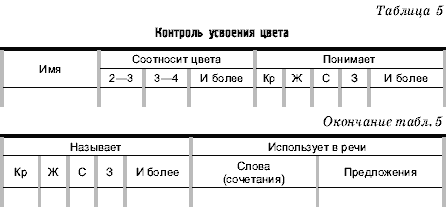 Таблица 5
Контроль усвоения цвета
Имя Соотносит цвета Понимает
2—3 3—4 И более Кр Ж С З И более
Окончание табл. 5
Называет Использует в речи
Кр Ж С З И более Слова (сочетания) Предложения